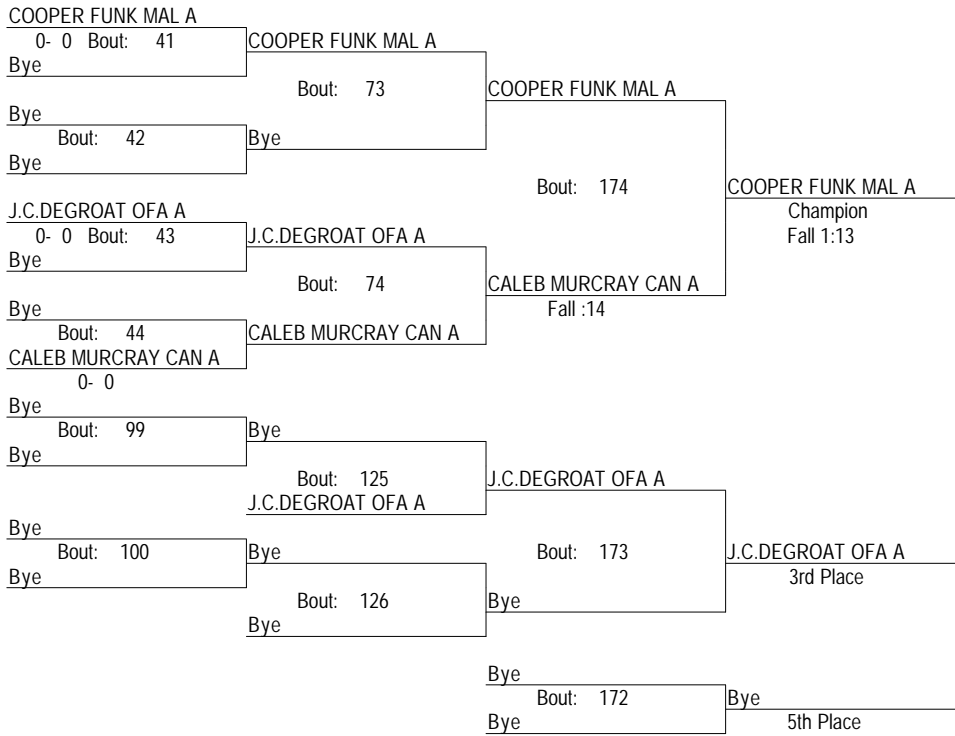 COOPER FUNK MAL A
0- 0 Bout: 41
COOPER FUNK MAL A
Bye
Bout: 73
COOPER FUNK MAL A
Bye
Bout: 42
Bye
Bye
Bout: 174
COOPER FUNK MAL A
J.C.DEGROAT OFA A
Champion
0- 0 Bout: 43
J.C.DEGROAT OFA A
Fall 1:13
Bye
Bout: 74
CALEB MURCRAY CAN A
Bye
Fall :14
Bout: 44
CALEB MURCRAY CAN A
CALEB MURCRAY CAN A
0- 0
Bye
Bout: 99
Bye
Bye
Bout: 125
J.C.DEGROAT OFA A
J.C.DEGROAT OFA A
Bye
Bout: 100
Bye
Bout: 173
J.C.DEGROAT OFA A
Bye
3rd Place
Bout: 126
Bye
Bye
Bye
Bout: 172
Bye
Bye
5th Place